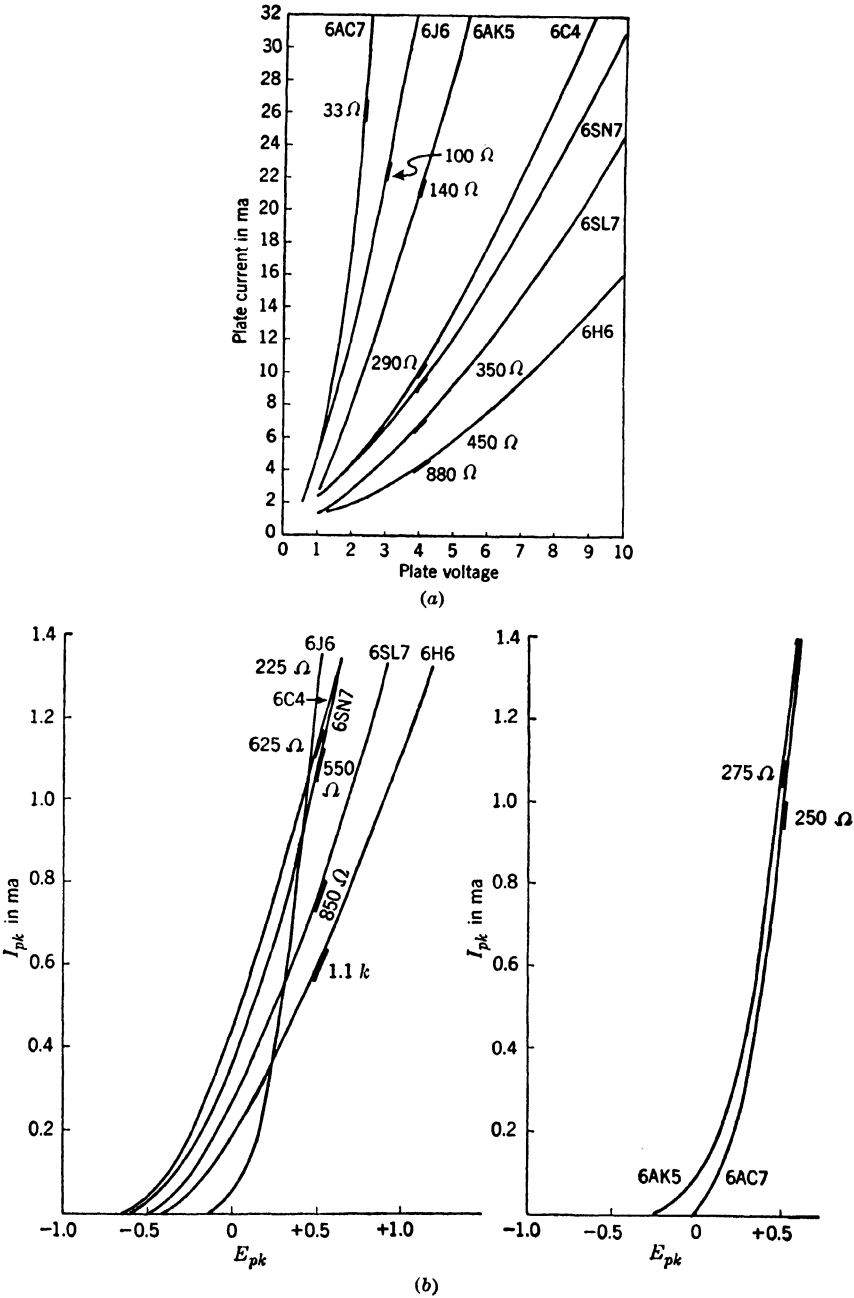 32
30
28
26
24
22
20
18
16
14
12
10
8
6
4
2
0
Plate current in ma
6AC7
6J6
6AK5
6C4
6SN7
6SL7
6H6
33 Ω
100 Ω
140 Ω
290 Ω
350 Ω
450 Ω
880 Ω
0 1 2 3 4 5 6 7 8 9 10
Plate voltage
(a)
1.4
1.2
1.0
0.8
0.6
0.4
0.2
I_pk in ma
6J6
225 Ω
6C4
6SN7
625 Ω
550
Ω
6SL7
6H6
850 Ω
1.1 k
-1.0 -0.5 0 +0.5 +1.0
E_pk
1.4
1.2
1.0
0.8
0.6
0.4
0.2
I_pk in ma
275 Ω
250 Ω
6AK5
6AC7
-1.0 -0.5 0 +0.5
E_pk
(b)